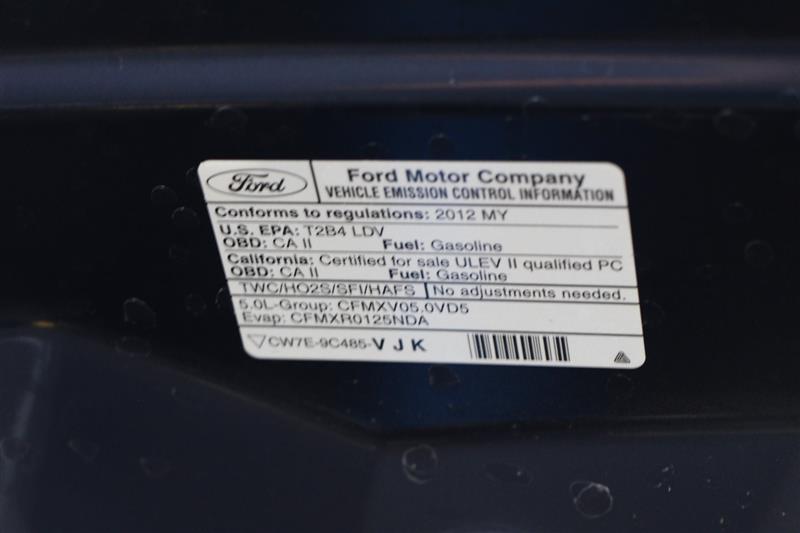 Ford
Ford Motor Company
VEHICLE EMISSION CONTROL INFORMATION
Conforms to regulations: 2012 MY
U.S. EPA: T2B4 LDV
OBD: CA II Fuel: Gasoline
California: Certified for sale ULEV II qualified PC
OBD: CA II Fuel: Gasoline
TWC/HO2S/SFI/HAFS No adjustments needed.
5.0L-Group: CFMXV05.0VD5
Evap: CFMXR0125NDA
CW7E-9C485-V J K